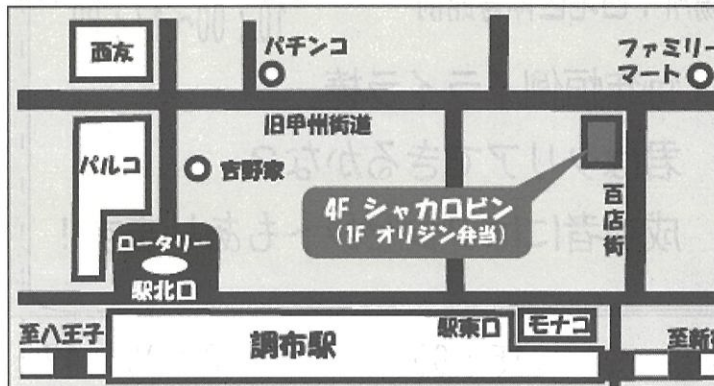 西友
パチンコ
ファミリー
マート
旧甲州街道
パルコ
吉野家
4F シャカロビン
(1F オリジン弁当)
百店街
ロータリー
駅北口
至八王子
調布駅
駅東口
モナコ
至新